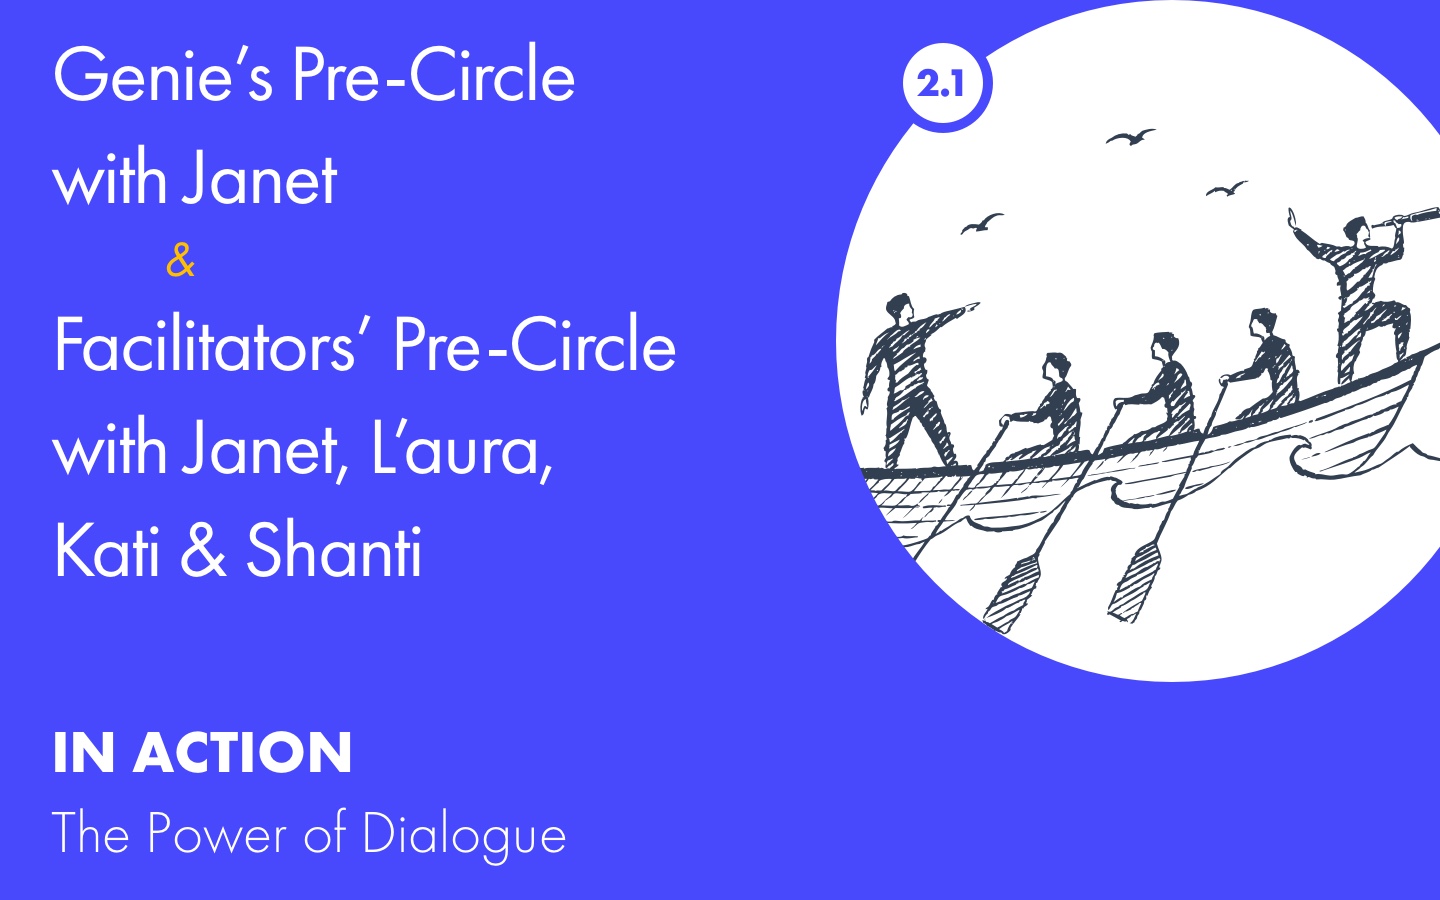 Genie’s Pre-Circle
with Janet
&
Facilitators’ Pre-Circle
with Janet, L’aura,
Kati & Shanti
2.1
IN ACTION
The Power of Dialogue